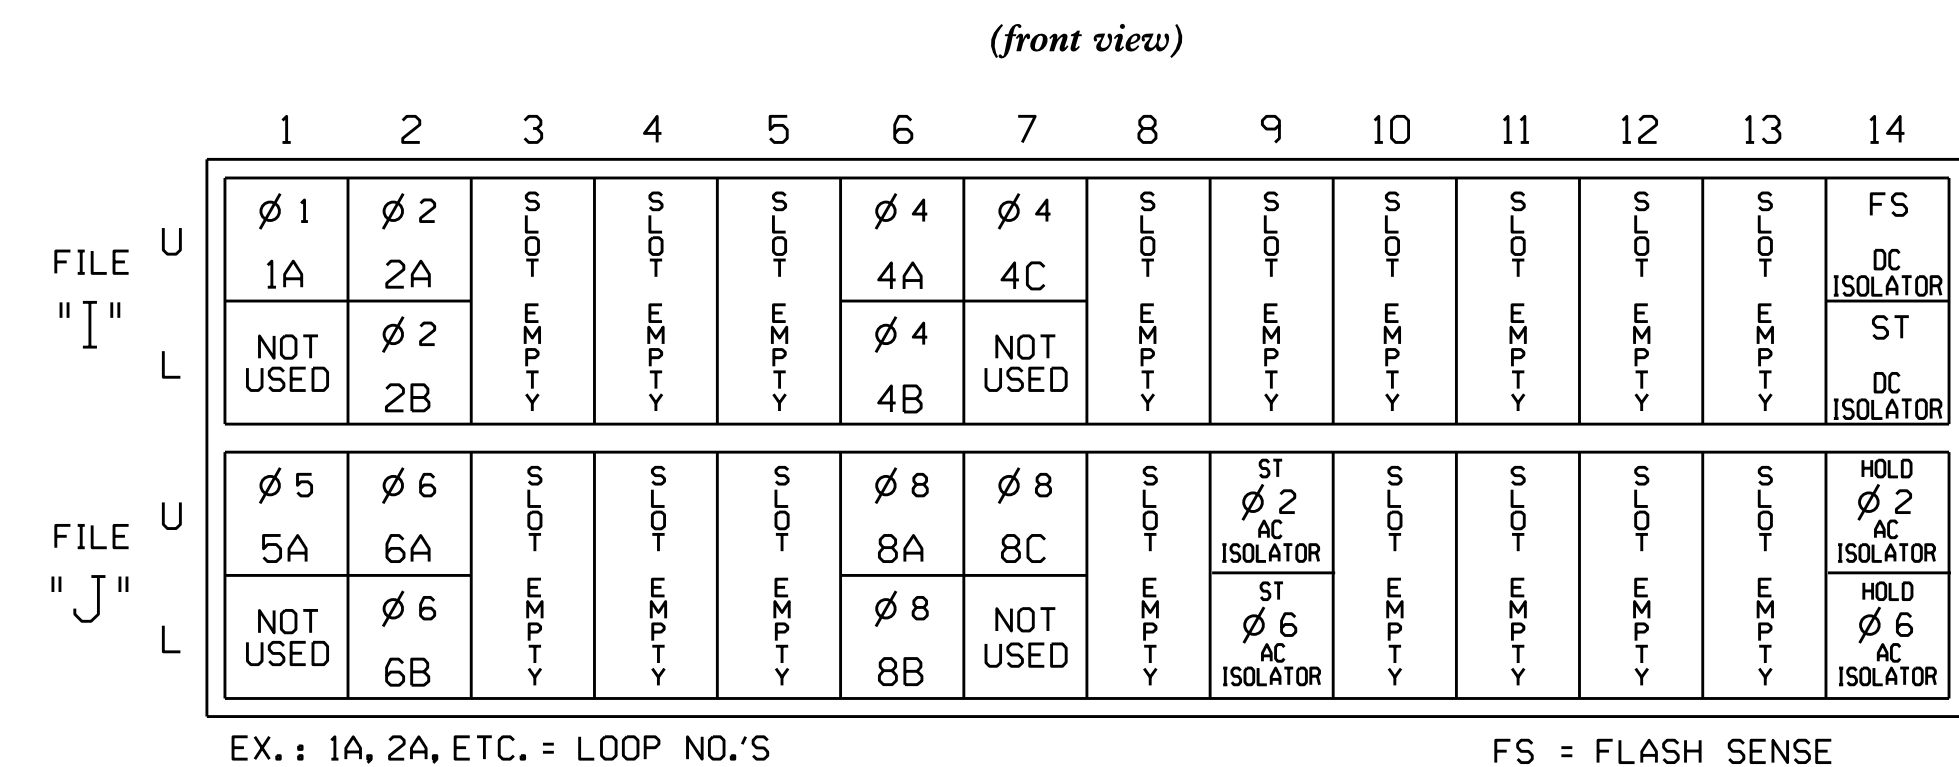 (front view)
1 2 3 4 5 6 7 8 9 10 11 12 13 14
FILE "I"
U
Ø 1 1A
Ø 2 2A
SLOT EMPTY
SLOT EMPTY
SLOT EMPTY
Ø 4 4A
Ø 4 4C
SLOT EMPTY
SLOT EMPTY
SLOT EMPTY
SLOT EMPTY
SLOT EMPTY
SLOT EMPTY
FS DC ISOLATOR
L
NOT USED
Ø 2 2B
Ø 4 4B
NOT USED
ST DC ISOLATOR
FILE "J"
U
Ø 5 5A
Ø 6 6A
SLOT EMPTY
SLOT EMPTY
SLOT EMPTY
Ø 8 8A
Ø 8 8C
SLOT EMPTY
ST Ø 2 AC ISOLATOR
SLOT EMPTY
SLOT EMPTY
SLOT EMPTY
SLOT EMPTY
HOLD Ø 2 AC ISOLATOR
L
NOT USED
Ø 6 6B
Ø 8 8B
NOT USED
ST Ø 6 AC ISOLATOR
HOLD Ø 6 AC ISOLATOR
EX.: 1A, 2A, ETC. = LOOP NO.'S
FS = FLASH SENSE